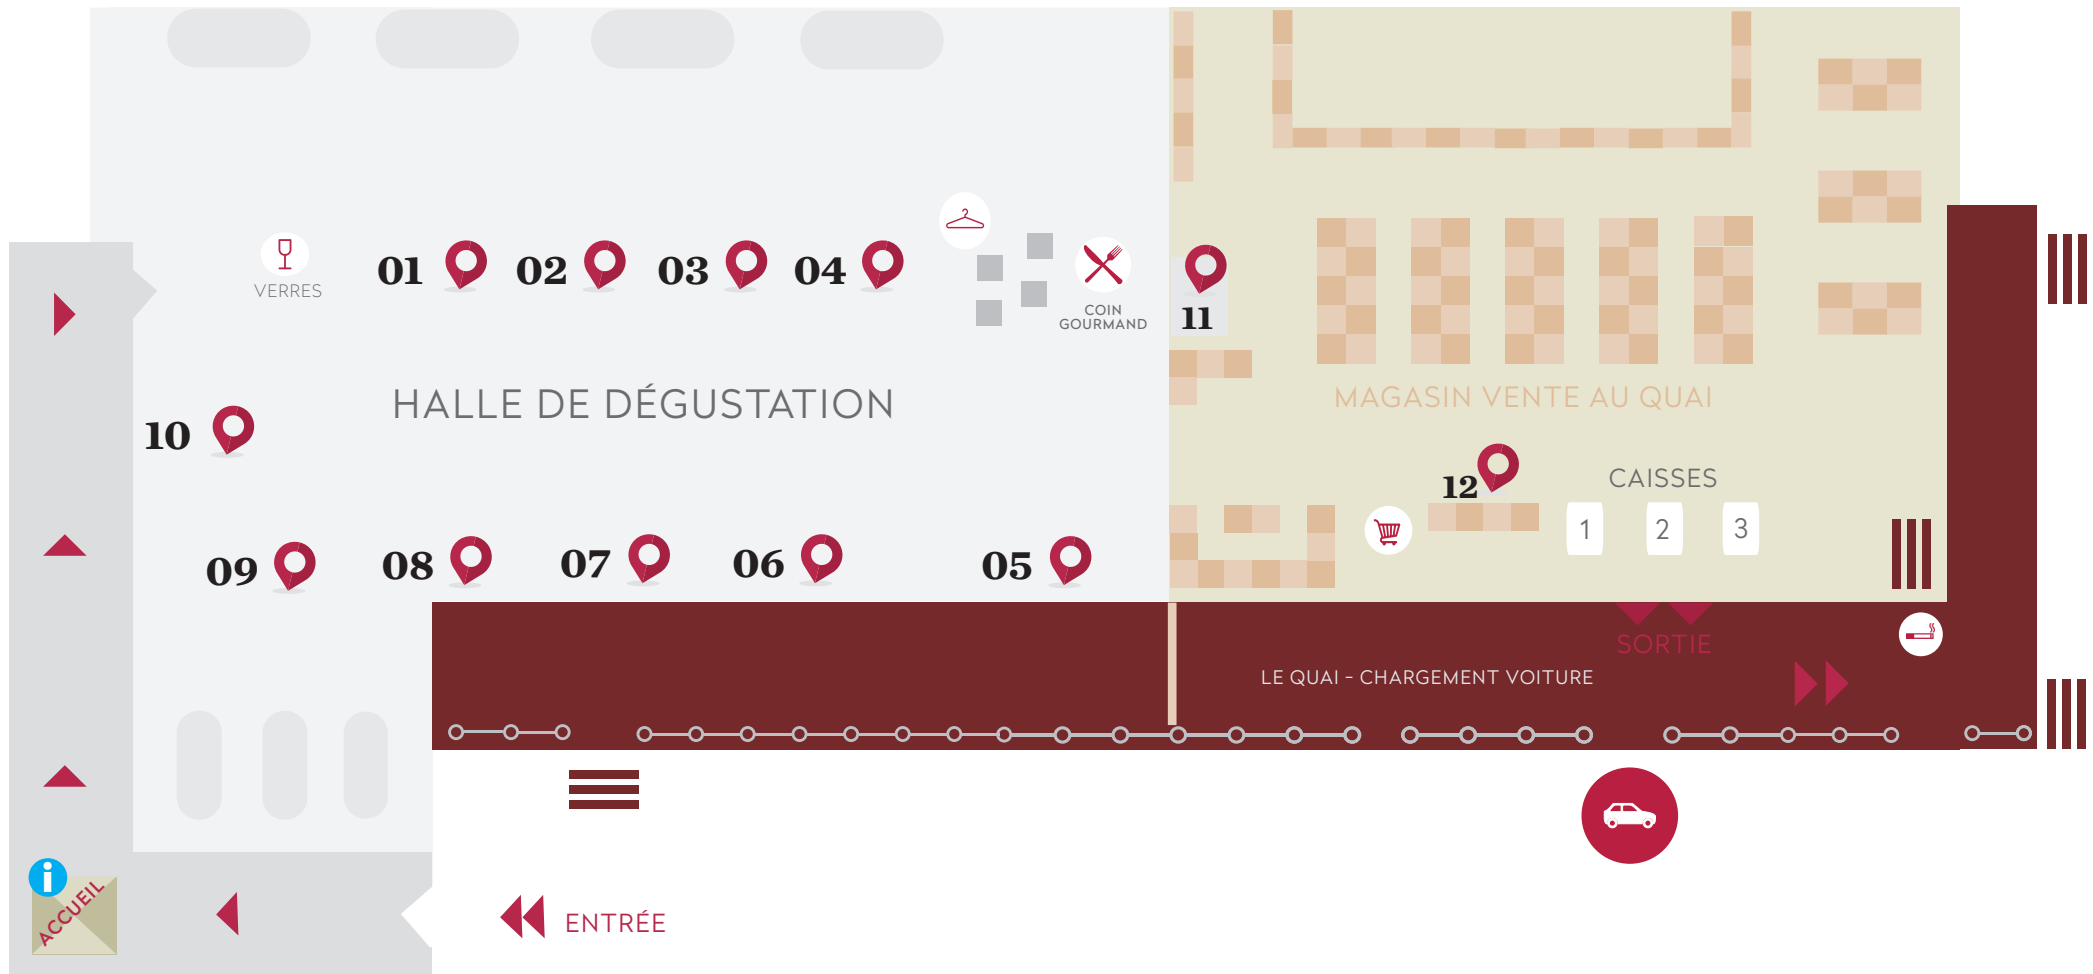 VERRES
01
02
03
04
COIN
GOURMAND
11
HALLE DE DÉGUSTATION
MAGASIN VENTE AU QUAI
10
12
CAISSES
1
2
3
09
08
07
06
05
SORTIE
LE QUAI - CHARGEMENT VOITURE
i
ACCUEIL
ENTRÉE